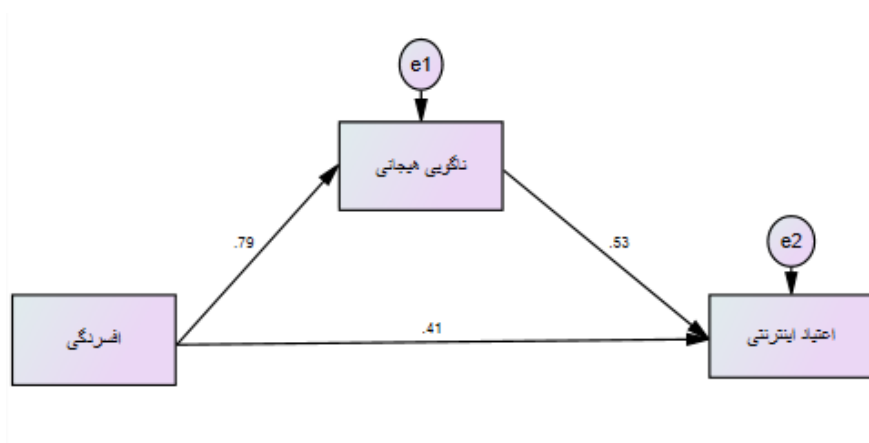 e1
ناگویی هیجانی
.79
.53
e2
افسردگی
.41
اعتیاد اینترنتی